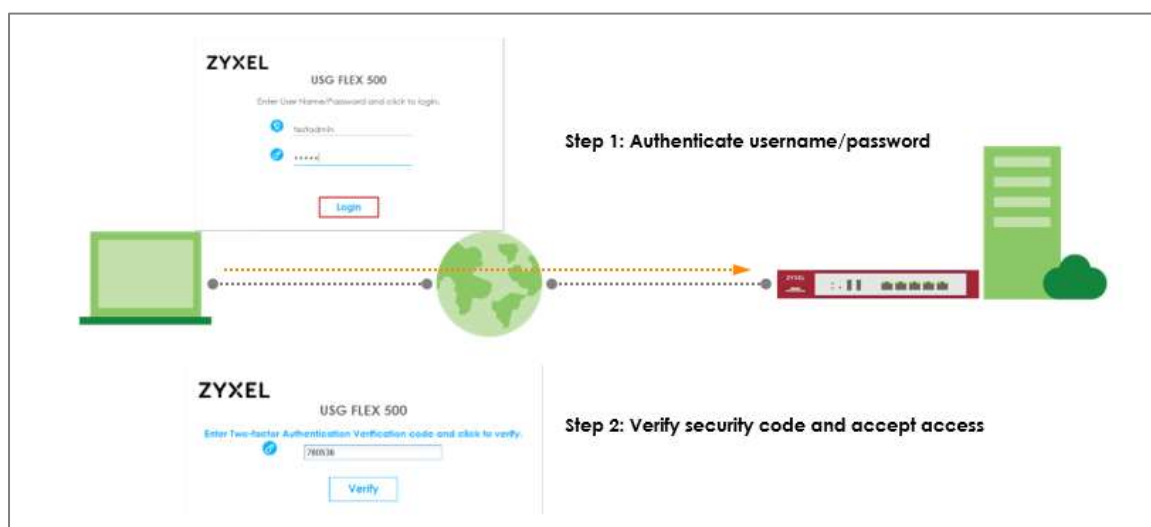 ZYXEL
USG FLEX 500
Enter User Name/Password and click to login.
testadmin
*****
Login
Step 1: Authenticate username/password
ZYXEL
ZYXEL
USG FLEX 500
Enter Two-factor Authentication Verification code and click to verify.
780536
Verify
Step 2: Verify security code and accept access